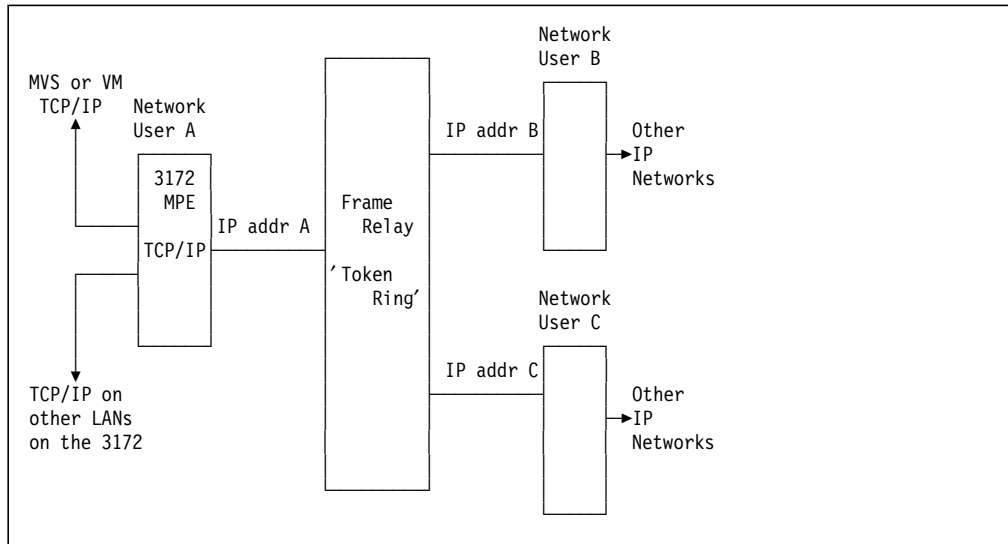 MVS or VM
TCP/IP
Network
User A
3172
MPE
TCP/IP
TCP/IP on
other LANs
on the 3172
IP addr A
Frame
Relay
′Token
Ring′
Network
User B
IP addr B
Other
IP
Networks
Network
User C
IP addr C
Other
IP
Networks